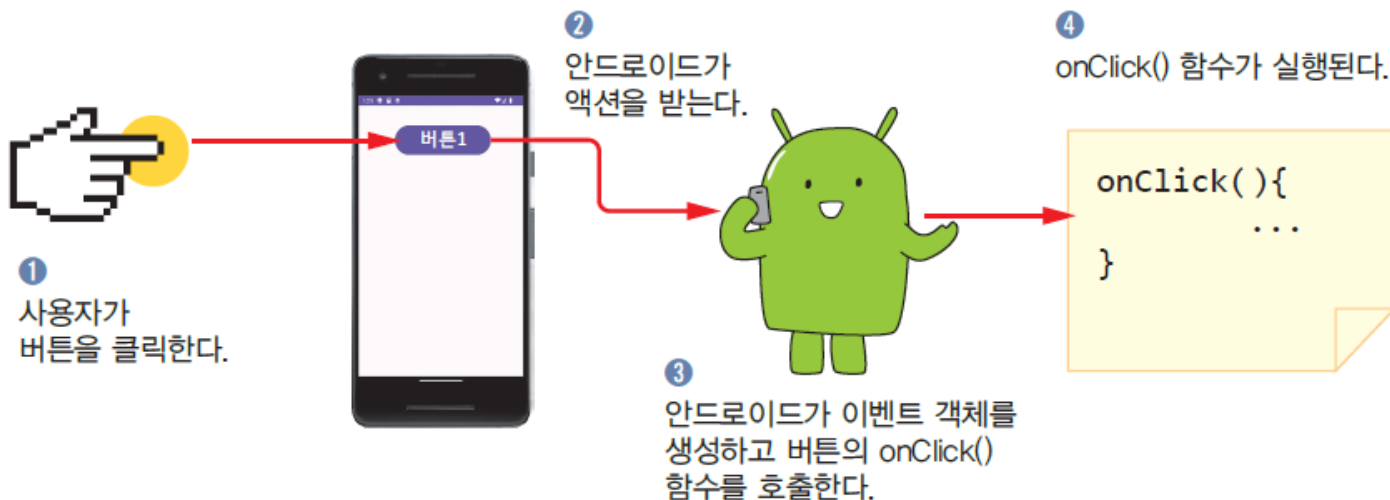 ❶
사용자가
버튼을 클릭한다.
버튼1
❷
안드로이드가
액션을 받는다.
❸
안드로이드가 이벤트 객체를
생성하고 버튼의 onClick()
함수를 호출한다.
❹
onClick() 함수가 실행된다.
onClick(){
...
}